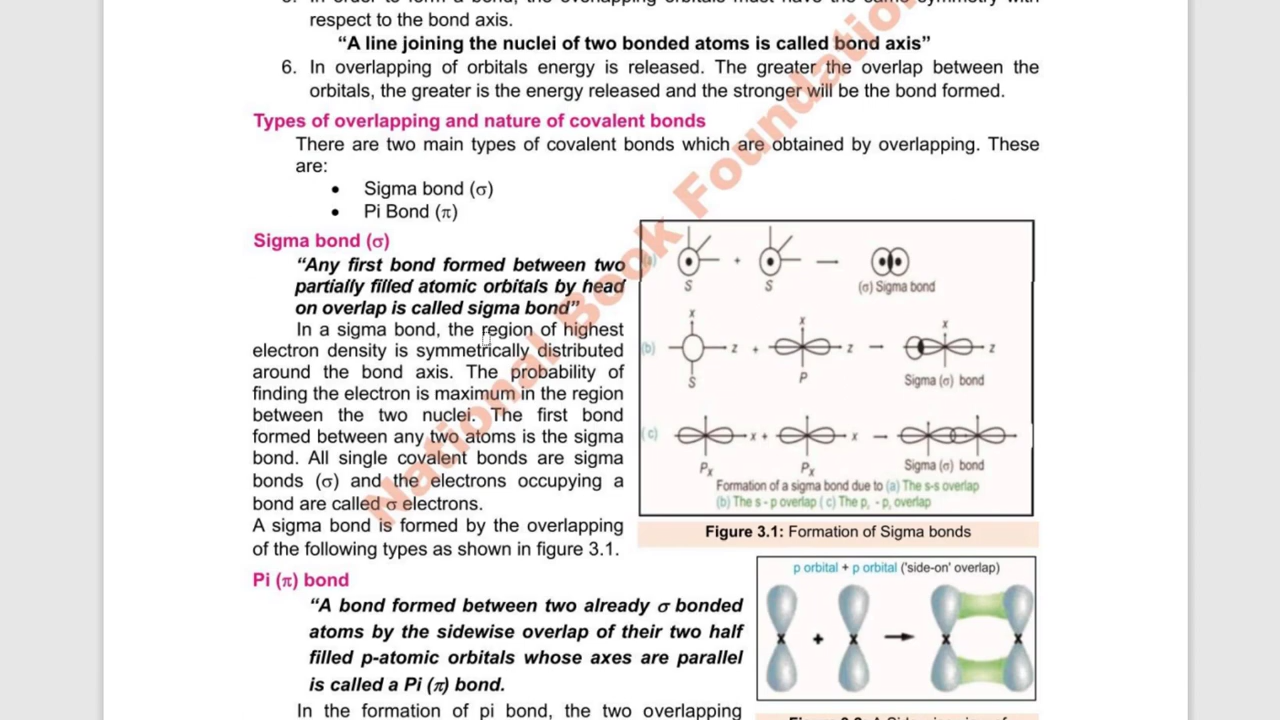 respect to the bond axis.
“A line joining the nuclei of two bonded atoms is called bond axis”
6. In overlapping of orbitals energy is released. The greater the overlap between the
orbitals, the greater is the energy released and the stronger will be the bond formed.
Types of overlapping and nature of covalent bonds
There are two main types of covalent bonds which are obtained by overlapping. These
are:
• Sigma bond (σ)
• Pi Bond (π)
Sigma bond (σ)
“Any first bond formed between two
partially filled atomic orbitals by head
on overlap is called sigma bond”
In a sigma bond, the region of highest
electron density is symmetrically distributed
around the bond axis. The probability of
finding the electron is maximum in the region
between the two nuclei. The first bond
formed between any two atoms is the sigma
bond. All single covalent bonds are sigma
bonds (σ) and the electrons occupying a
bond are called σ electrons.
A sigma bond is formed by the overlapping
of the following types as shown in figure 3.1.
(a) + —
S S (σ) Sigma bond
x x x
(b) z + z — z
S P Sigma (σ) bond
(c) x + x —
Px Px Sigma (σ) bond
Formation of a sigma bond due to (a) The s-s overlap
(b) The s - p overlap ( c) The p, - p, overlap
Figure 3.1: Formation of Sigma bonds
Pi (π) bond
“A bond formed between two already σ bonded
atoms by the sidewise overlap of their two half
filled p-atomic orbitals whose axes are parallel
is called a Pi (π) bond.
In the formation of pi bond, the two overlapping
p orbital + p orbital ('side-on' overlap)
x + x x x
National Book Foundation